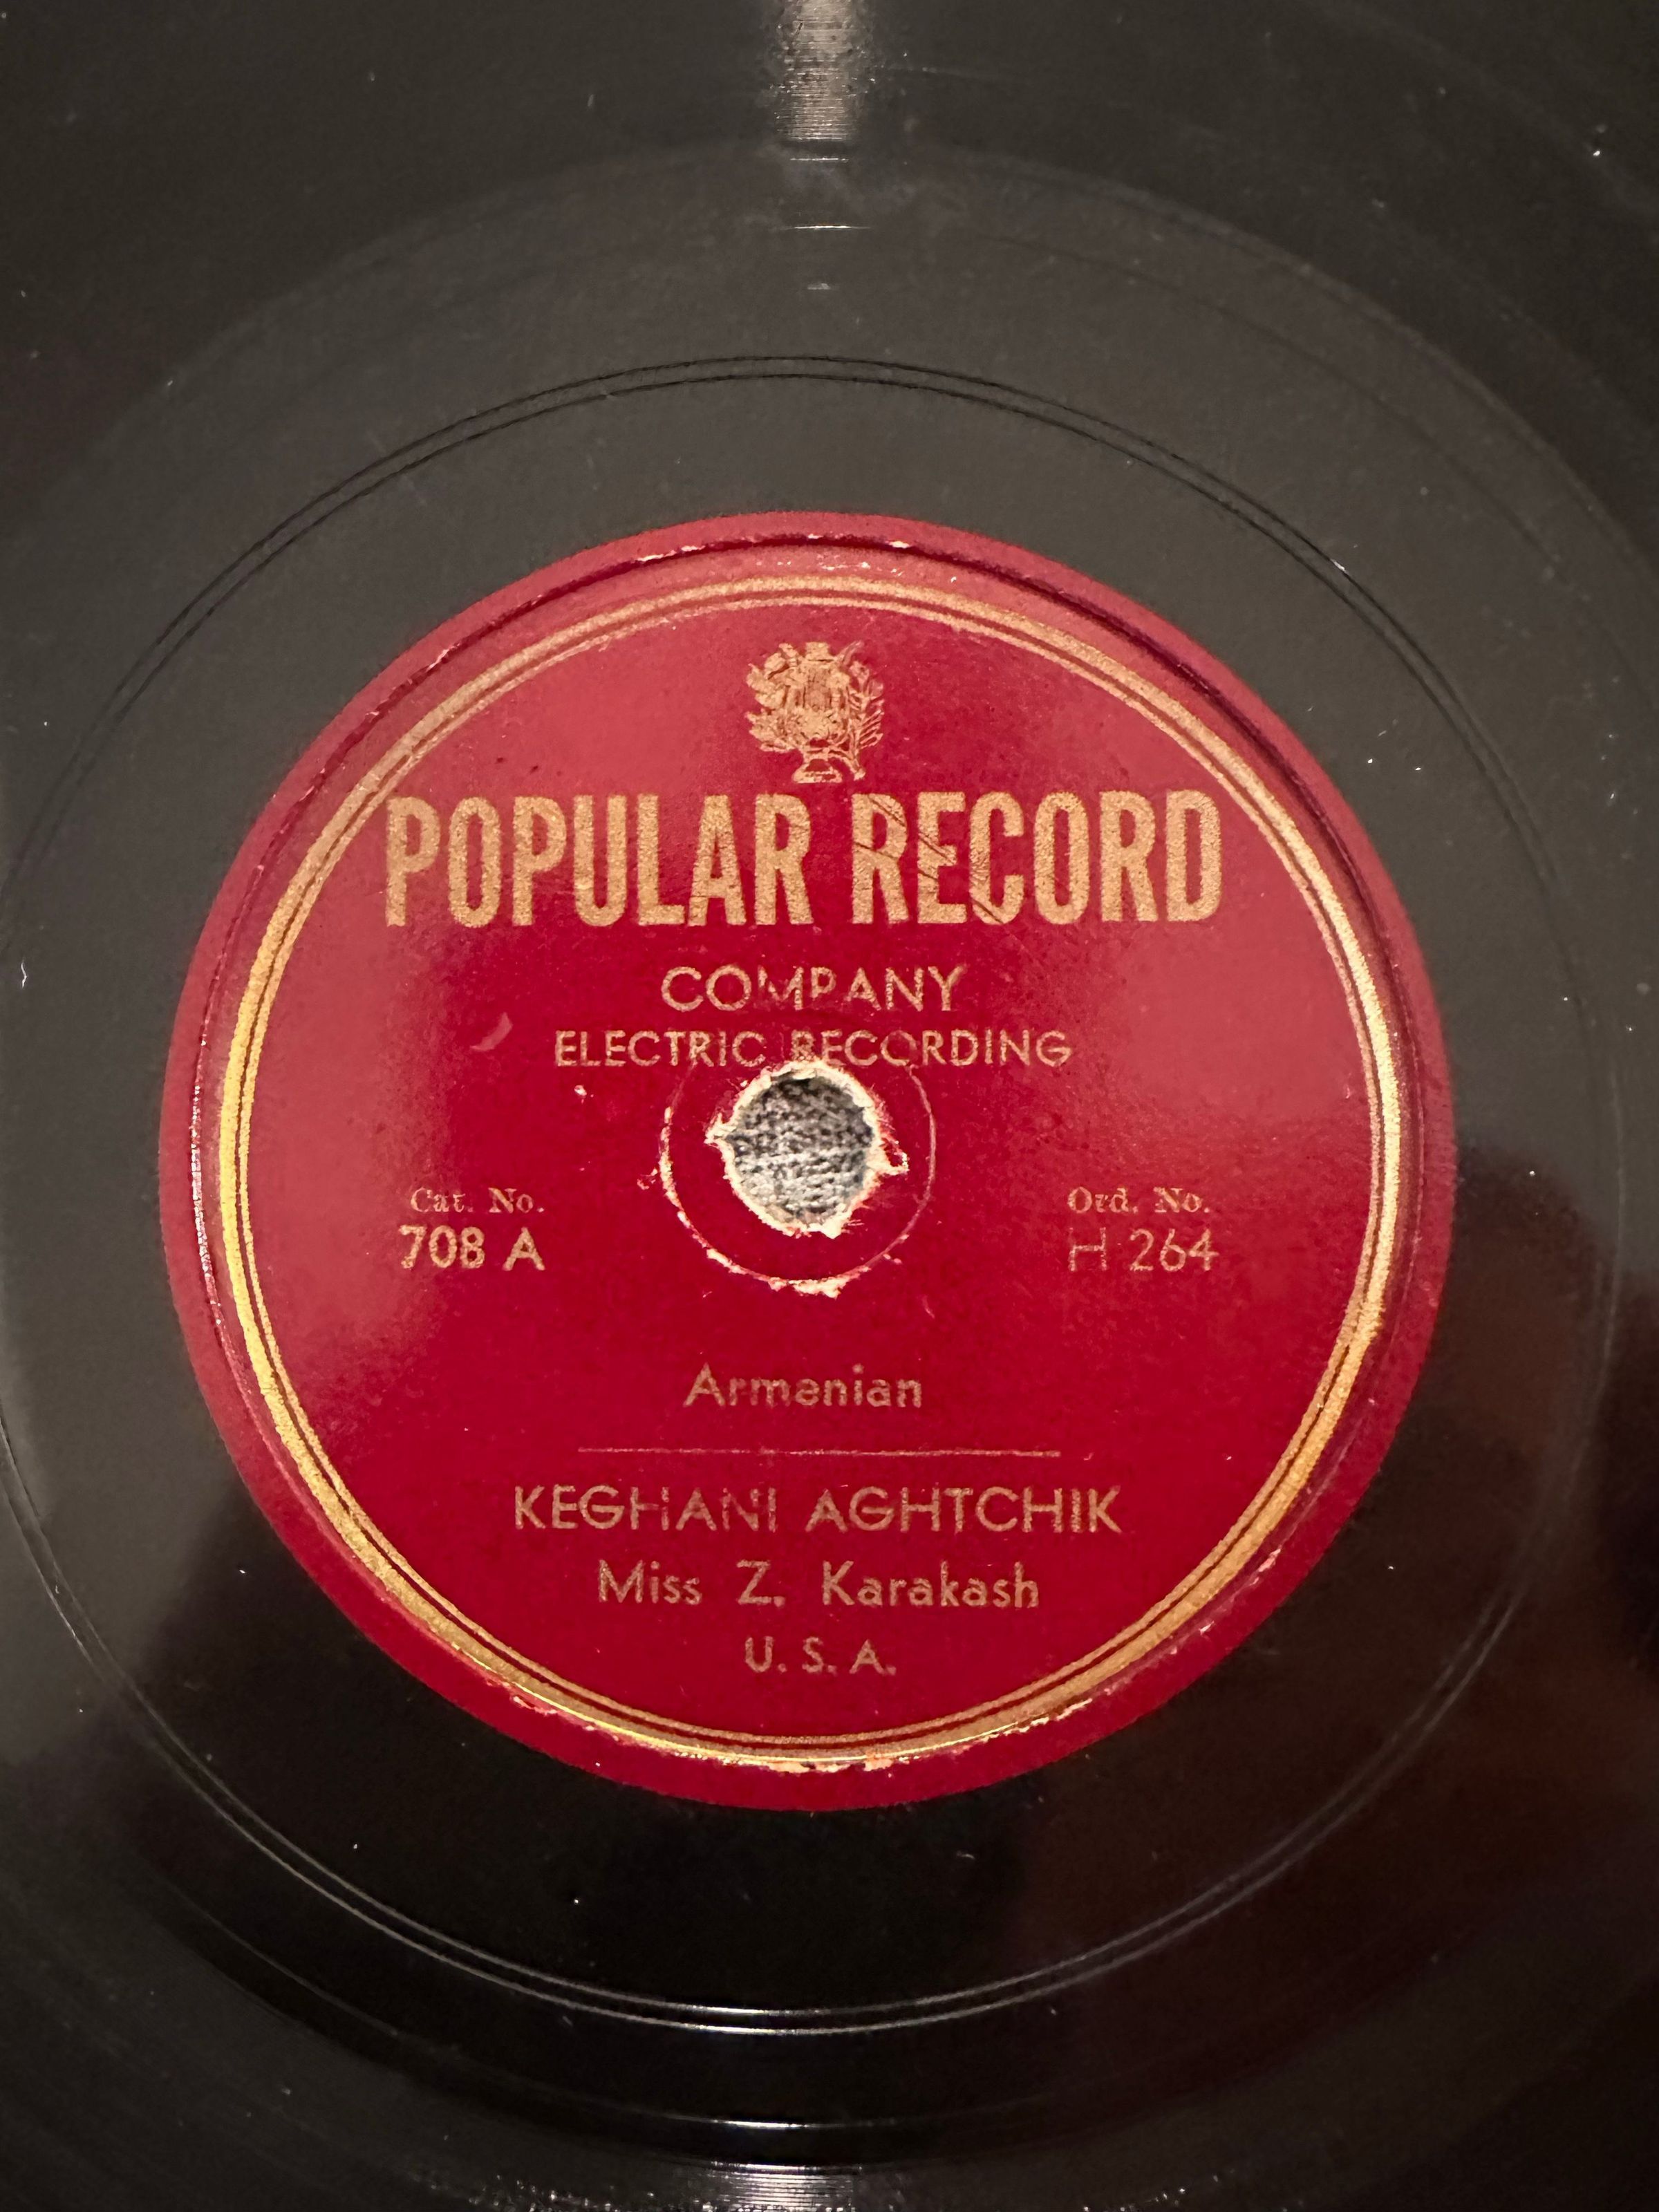 POPULAR RECORD
COMPANY
ELECTRIC RECORDING
Cat. No.
708 A
Ord. No.
H 264
Armenian
KEGHANI AGHTCHIK
Miss Z. Karakash
U. S. A.